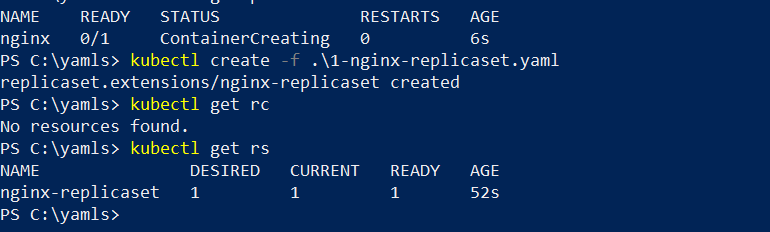 NAME READY STATUS RESTARTS AGE
nginx 0/1 ContainerCreating 0 6s
PS C:\yamls> kubectl create -f .\1-nginx-replicaset.yaml
replicaset.extensions/nginx-replicaset created
PS C:\yamls> kubectl get rc
No resources found.
PS C:\yamls> kubectl get rs
NAME DESIRED CURRENT READY AGE
nginx-replicaset 1 1 1 52s
PS C:\yamls>